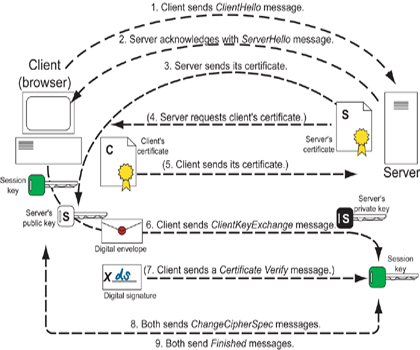 1. Client sends ClientHello message.
2. Server acknowledges with ServerHello message.
Client
(browser)
3. Server sends its certificate.
(4. Server requests client's certificate.)
S
C
Client's
certificate
Server's
certificate
Server
(5. Client sends its certificate.)
Session
key
Server's
public key
S
Server's
private key
S
6. Client sends ClientKeyExchange message.
Digital envelope
Session
key
X ds
(7. Client sends a Certificate Verify message.)
Digital signature
8. Both sends ChangeCipherSpec messages.
9. Both send Finished messages.